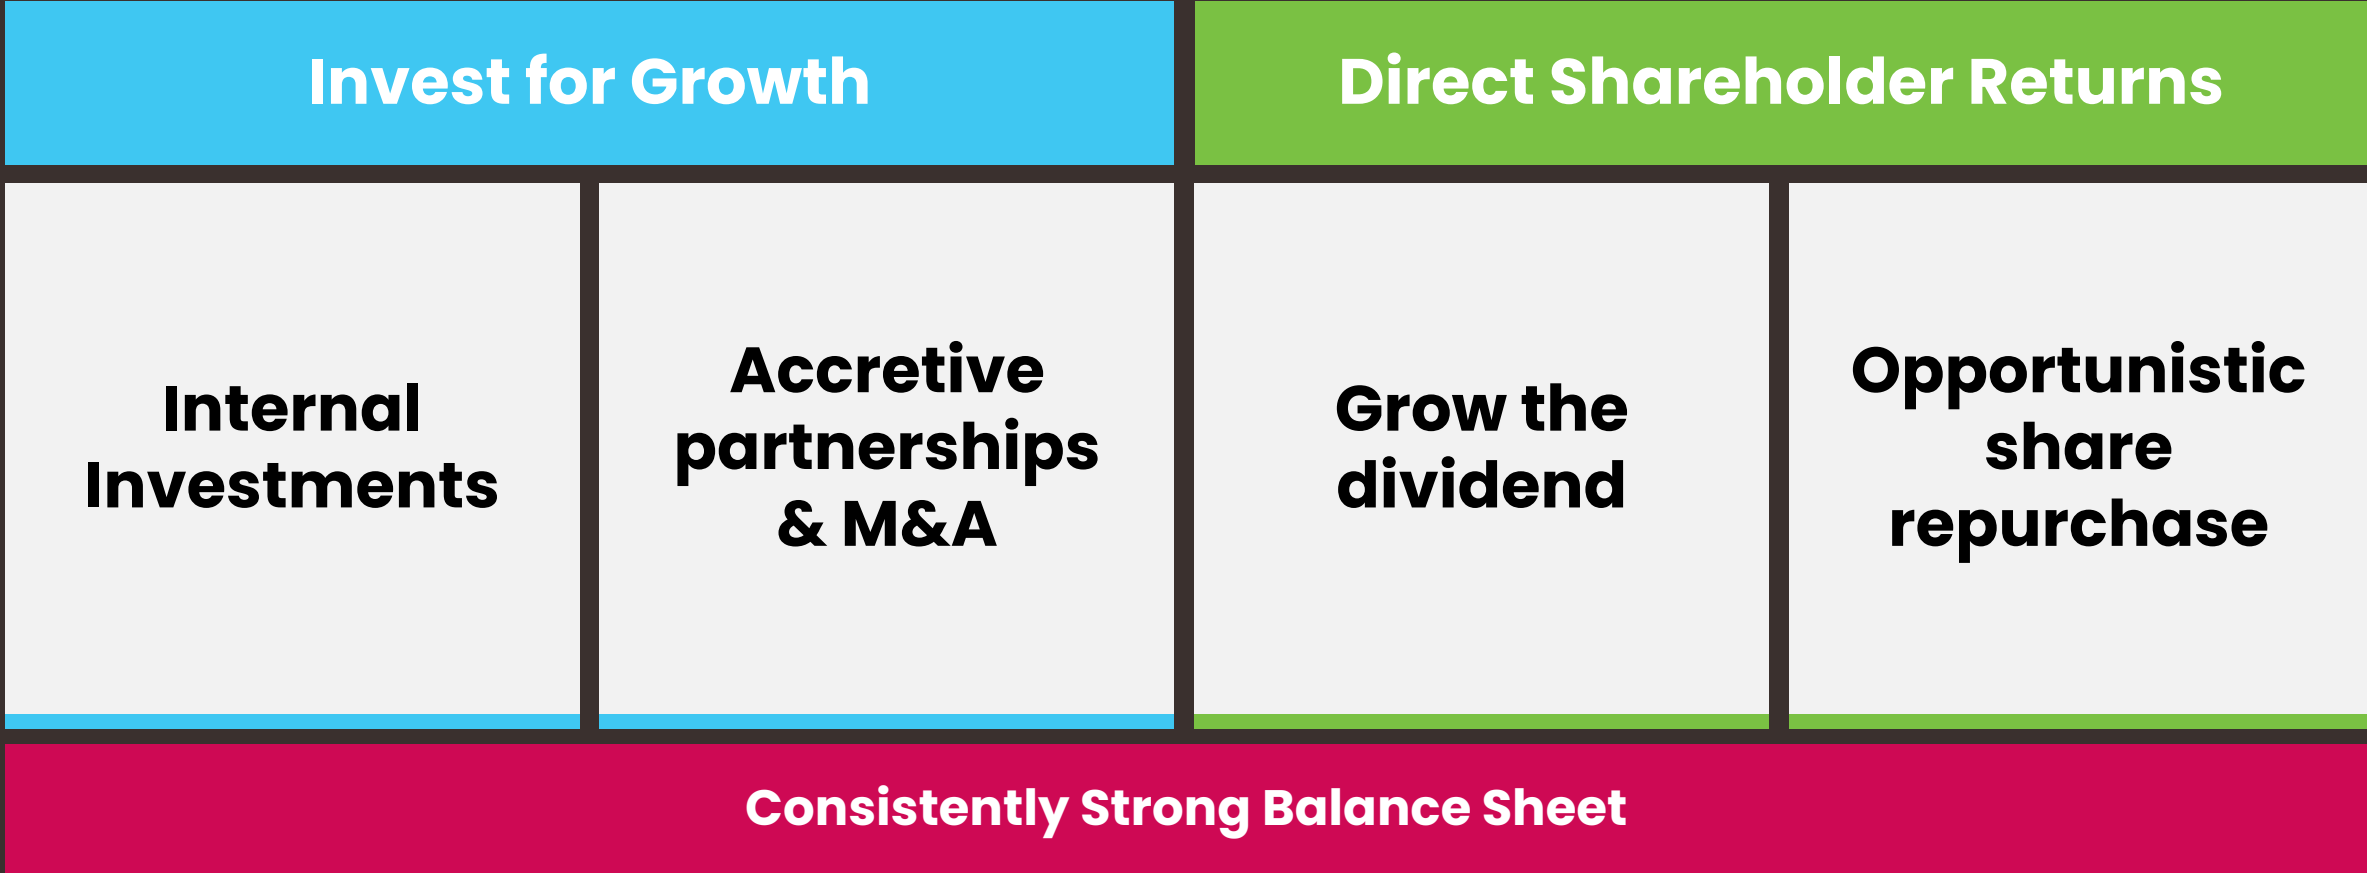 Invest for Growth
Direct Shareholder Returns
Internal
Investments
Accretive
partnerships
& M&A
Grow the
dividend
Opportunistic
share
repurchase
Consistently Strong Balance Sheet